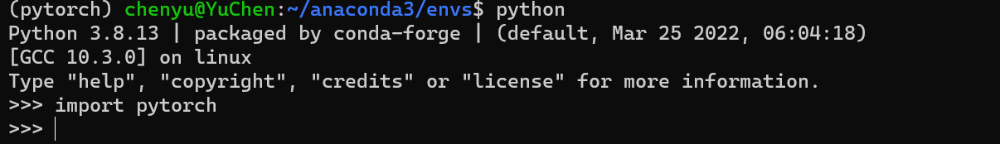 (pytorch) chenyu@YuChen:~/anaconda3/envs$ python
Python 3.8.13 | packaged by conda-forge | (default, Mar 25 2022, 06:04:18)
[GCC 10.3.0] on linux
Type "help", "copyright", "credits" or "license" for more information.
>>> import pytorch
>>>